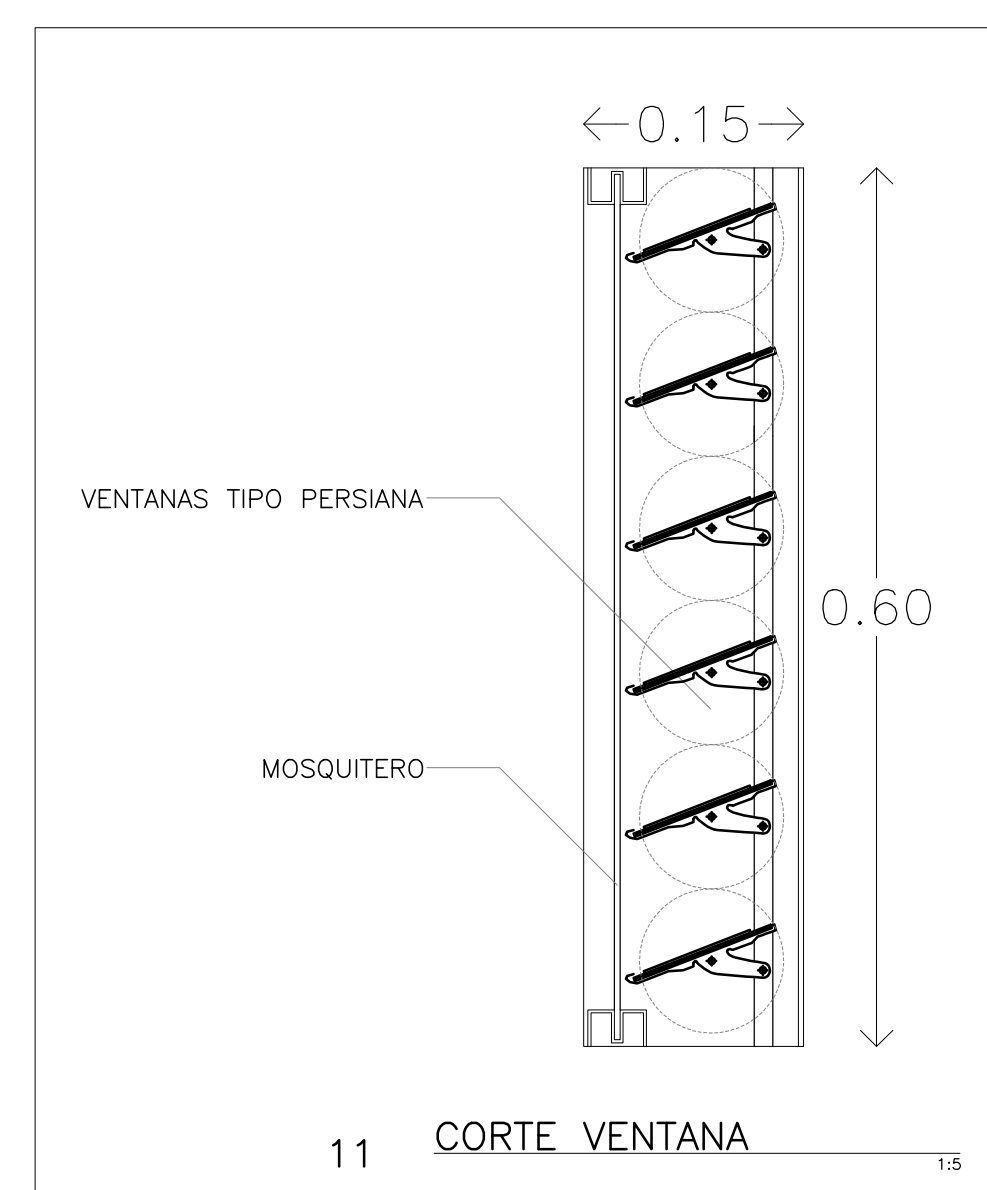 0.15
VENTANAS TIPO PERSIANA
0.60
MOSQUITERO
11 CORTE VENTANA
1:5